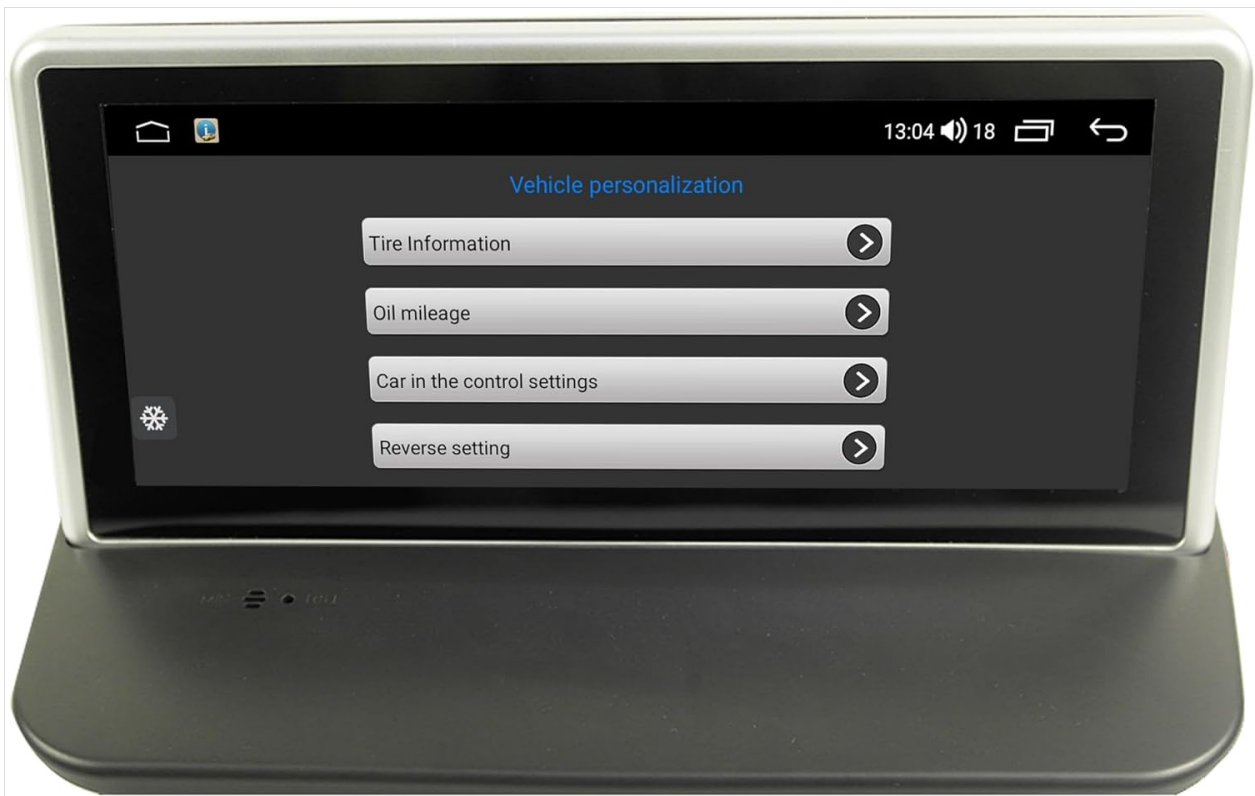 13:04 18
Vehicle personalization
Tire Information
Oil mileage
Car in the control settings
Reverse setting